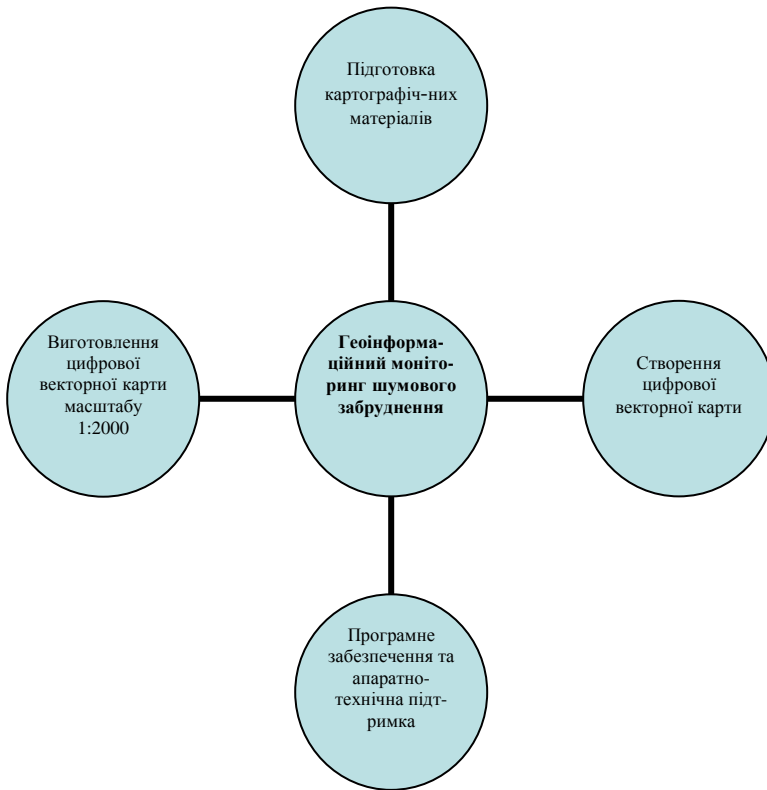 Підготовка
картографіч-них
матеріалів
Виготовлення
цифрової
векторної карти
масштабу
1:2000
Геоінформа-
ційний моніто-
ринг шумового
забруднення
Створення
цифрової
векторної карти
Програмне
забезпечення та
апаратно-
технічна підт-
римка